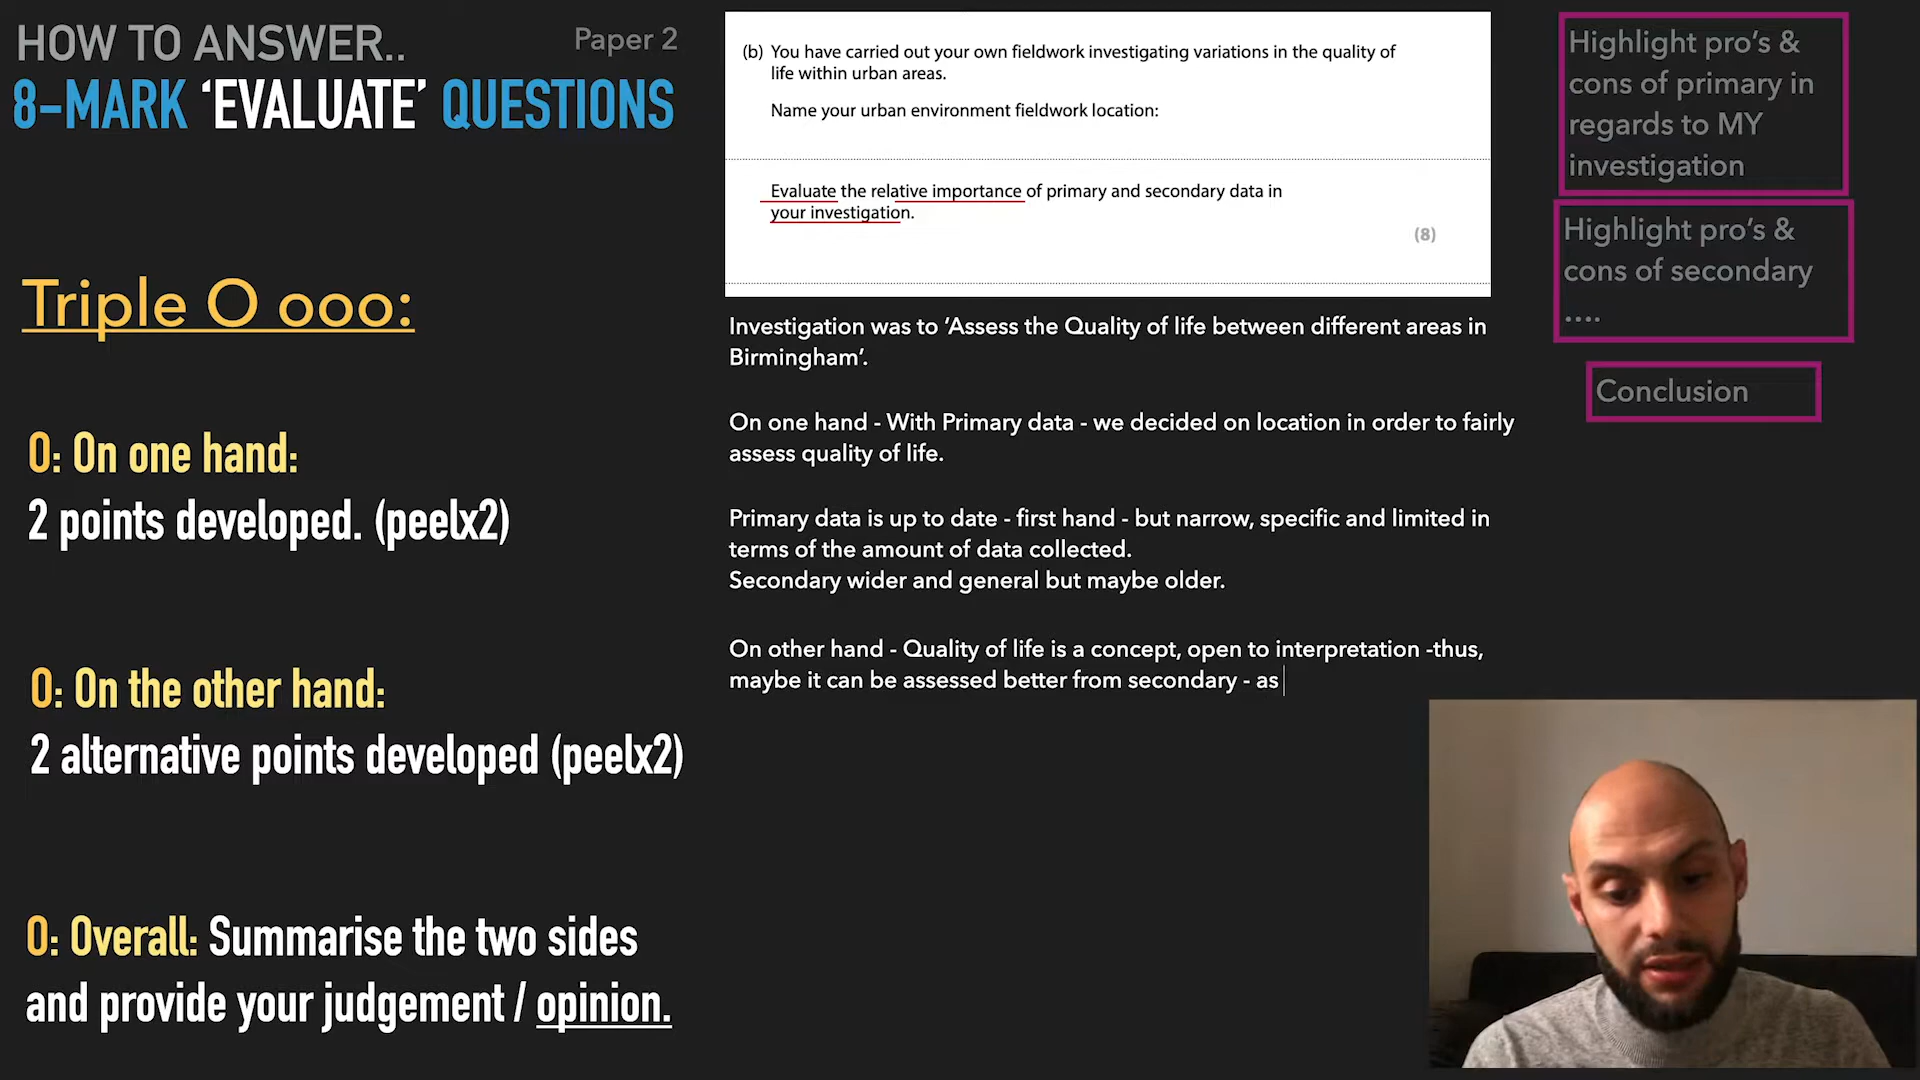 HOW TO ANSWER..
Paper 2
8-MARK ‘EVALUATE’ QUESTIONS
Triple O ooo:
O: On one hand:
2 points developed. (peelx2)
O: On the other hand:
2 alternative points developed (peelx2)
O: Overall: Summarise the two sides
and provide your judgement / opinion.
(b) You have carried out your own fieldwork investigating variations in the quality of
life within urban areas.
Name your urban environment fieldwork location:
Evaluate the relative importance of primary and secondary data in
your investigation.
(8)
Investigation was to ‘Assess the Quality of life between different areas in
Birmingham’.
On one hand - With Primary data - we decided on location in order to fairly
assess quality of life.
Primary data is up to date - first hand - but narrow, specific and limited in
terms of the amount of data collected.
Secondary wider and general but maybe older.
On other hand - Quality of life is a concept, open to interpretation -thus,
maybe it can be assessed better from secondary - as
Highlight pro’s &
cons of primary in
regards to MY
investigation
Highlight pro’s &
cons of secondary
....
Conclusion